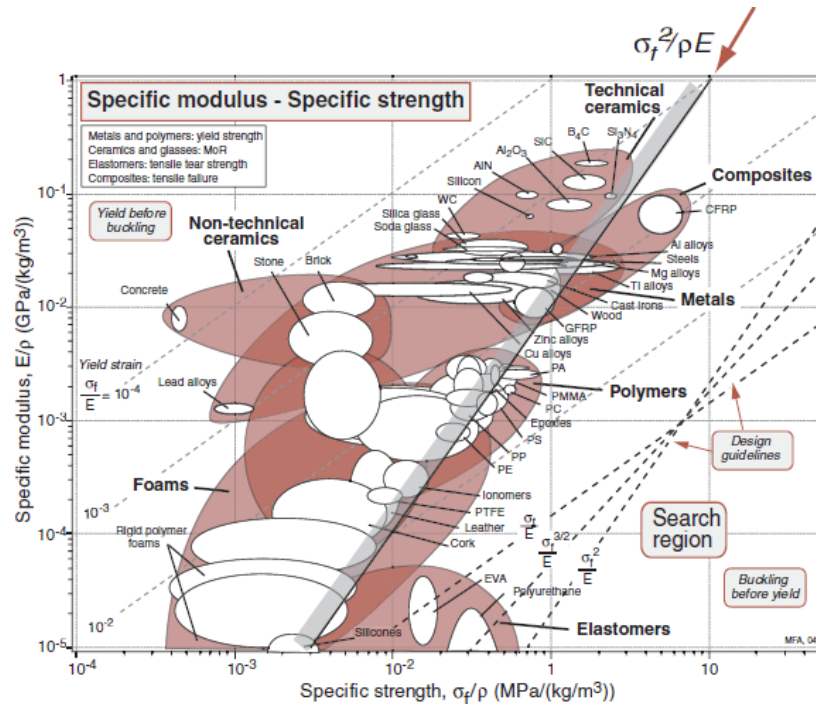 σf²/ρE
Specific modulus - Specific strength
Metals and polymers: yield strength
Ceramics and glasses: MoR
Elastomers: tensile tear strength
Composites: tensile failure
Technical
ceramics
B4C
Si3N4
SiC
Al2O3
AlN
Silicon
WC
Silica glass
Soda glass
Composites
CFRP
Yield before
buckling
Non-technical
ceramics
Stone
Brick
Concrete
Al alloys
Steels
Mg alloys
TI alloys
Cast irons
Metals
Wood
GFRP
Zinc alloys
Cu alloys
Yield strain
σf/E = 10-4
Lead alloys
PA
Polymers
PMMA
PC
Epoxies
PS
PP
PE
Design
guidelines
Foams
Ionomers
PTFE
Leather
Cork
10-3
Rigid polymer
foams
σf/E
σf3/2/E
σf2/E
Search
region
Buckling
before yield
EVA
Polyurethane
10-2
Silicones
Elastomers
MFA, 04
1
10-1
10-2
10-3
10-4
10-5
Specific modulus, E/ρ (GPa/(kg/m3))
10-4
10-3
10-2
10-1
1
10
Specific strength, σf/ρ (MPa/(kg/m3))